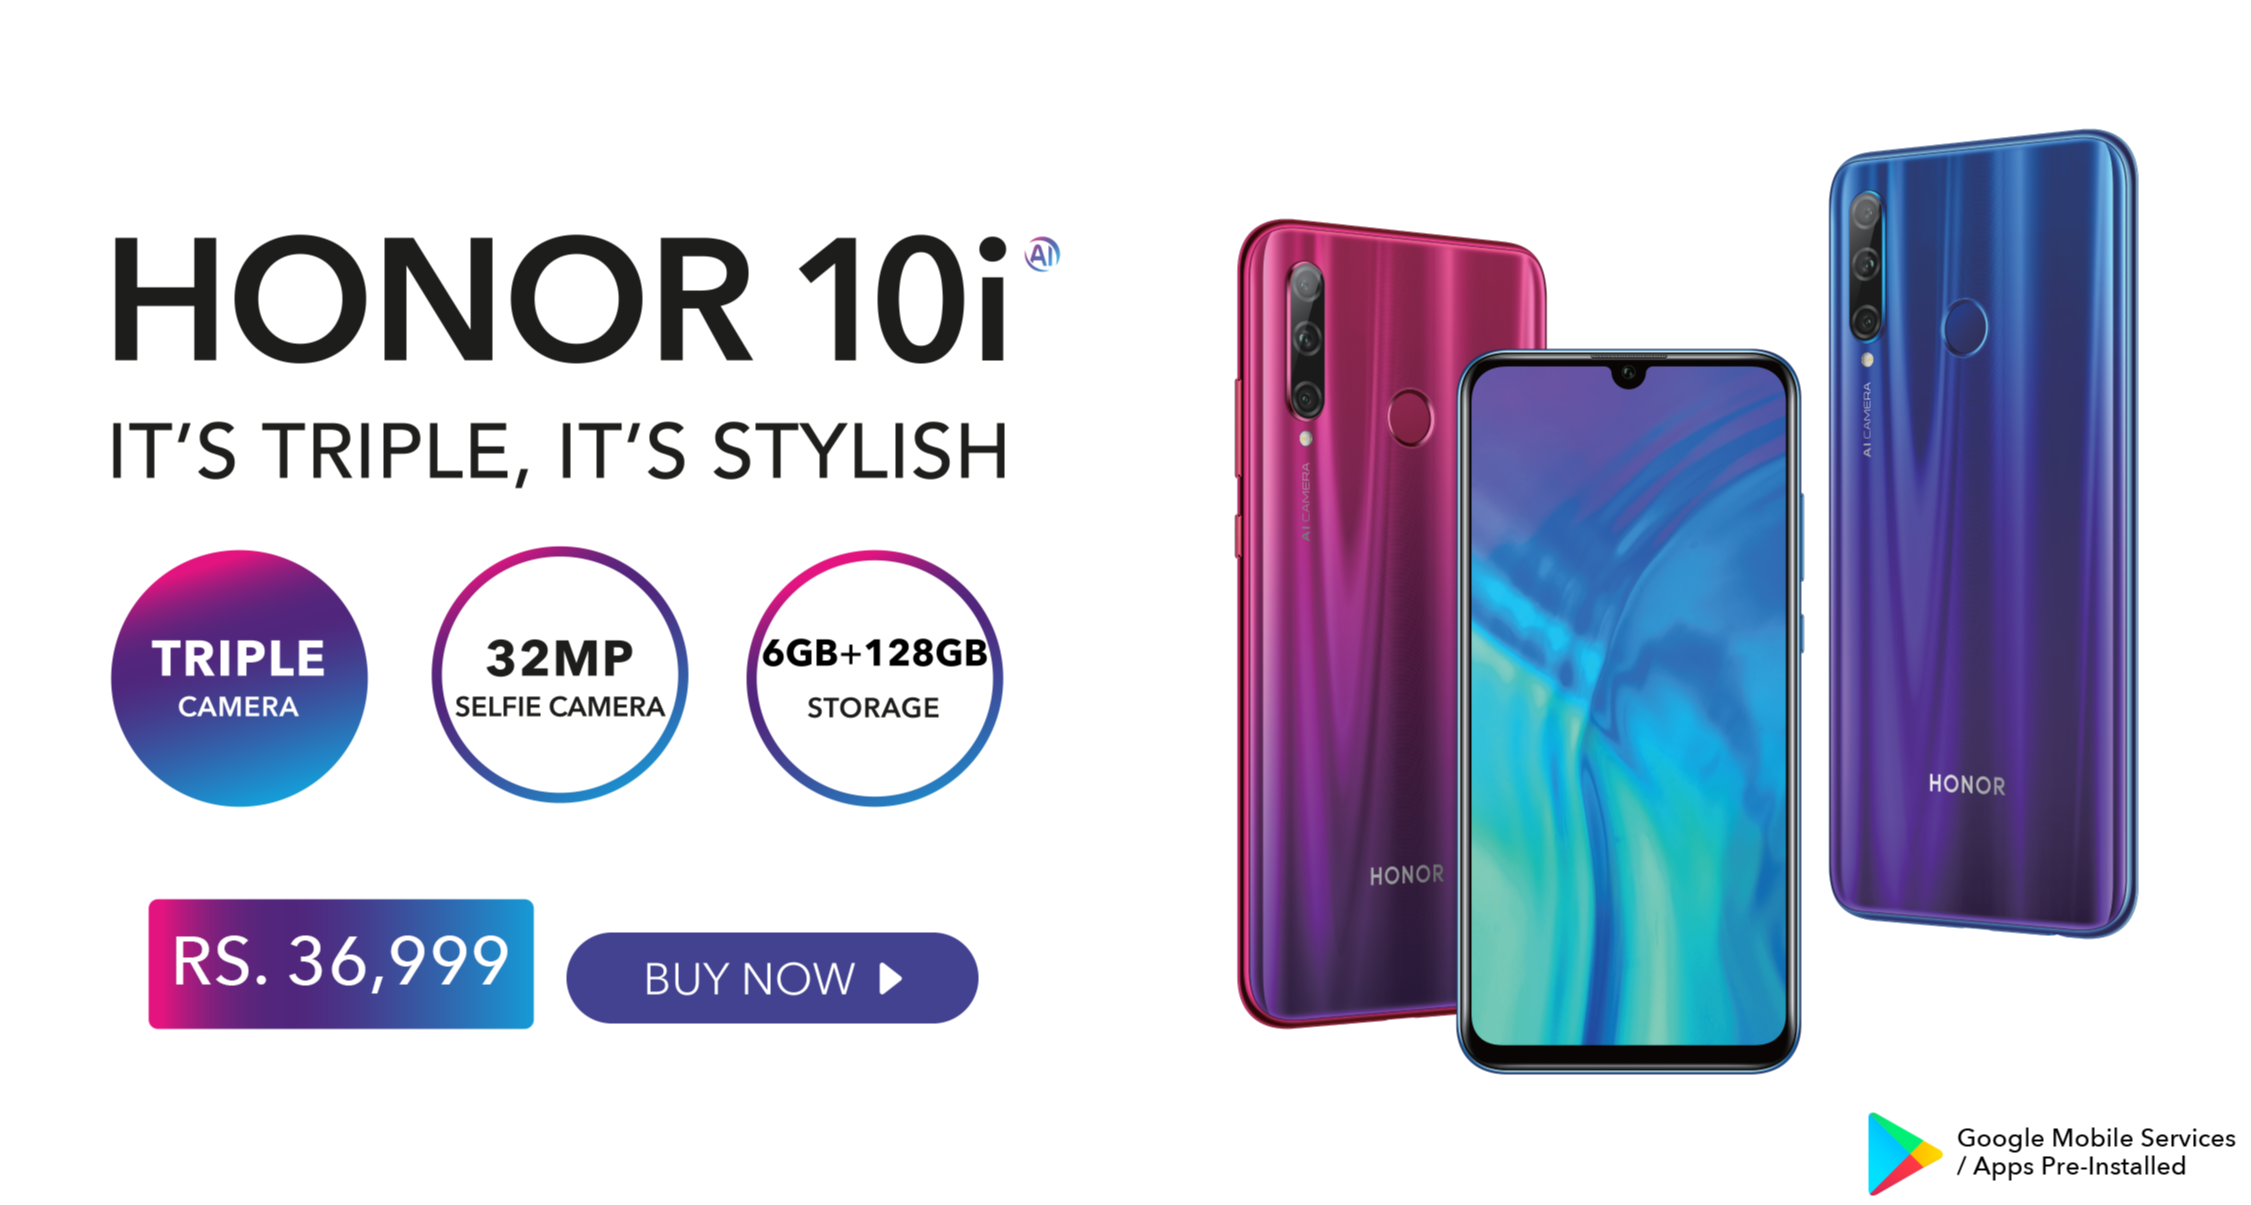 HONOR 10i AI
IT’S TRIPLE, IT’S STYLISH
TRIPLE
CAMERA
32MP
SELFIE CAMERA
6GB+128GB
STORAGE
RS. 36,999
BUY NOW
AI CAMERA
HONOR
AI CAMERA
HONOR
Google Mobile Services
/ Apps Pre-Installed